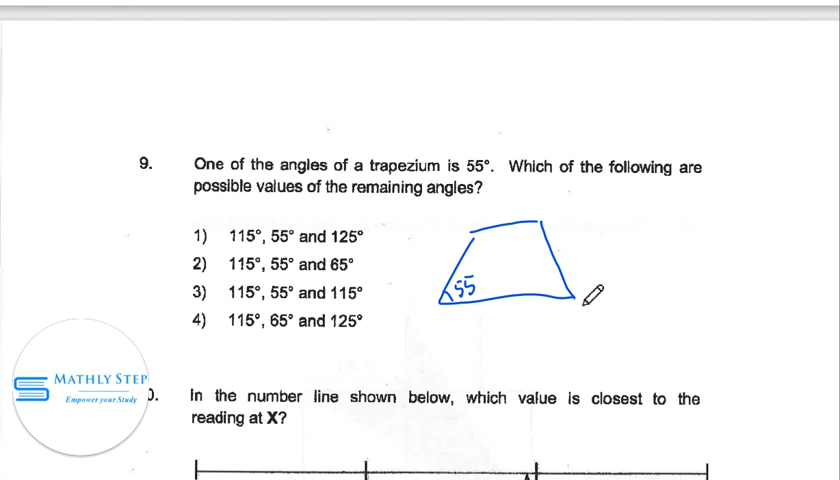 9. One of the angles of a trapezium is 55°. Which of the following are
possible values of the remaining angles?
1) 115°, 55° and 125°
2) 115°, 55° and 65°
3) 115°, 55° and 115°
4) 115°, 65° and 125°
55
MATHLY STEP
Empower your Study
0. In the number line shown below, which value is closest to the
reading at X?